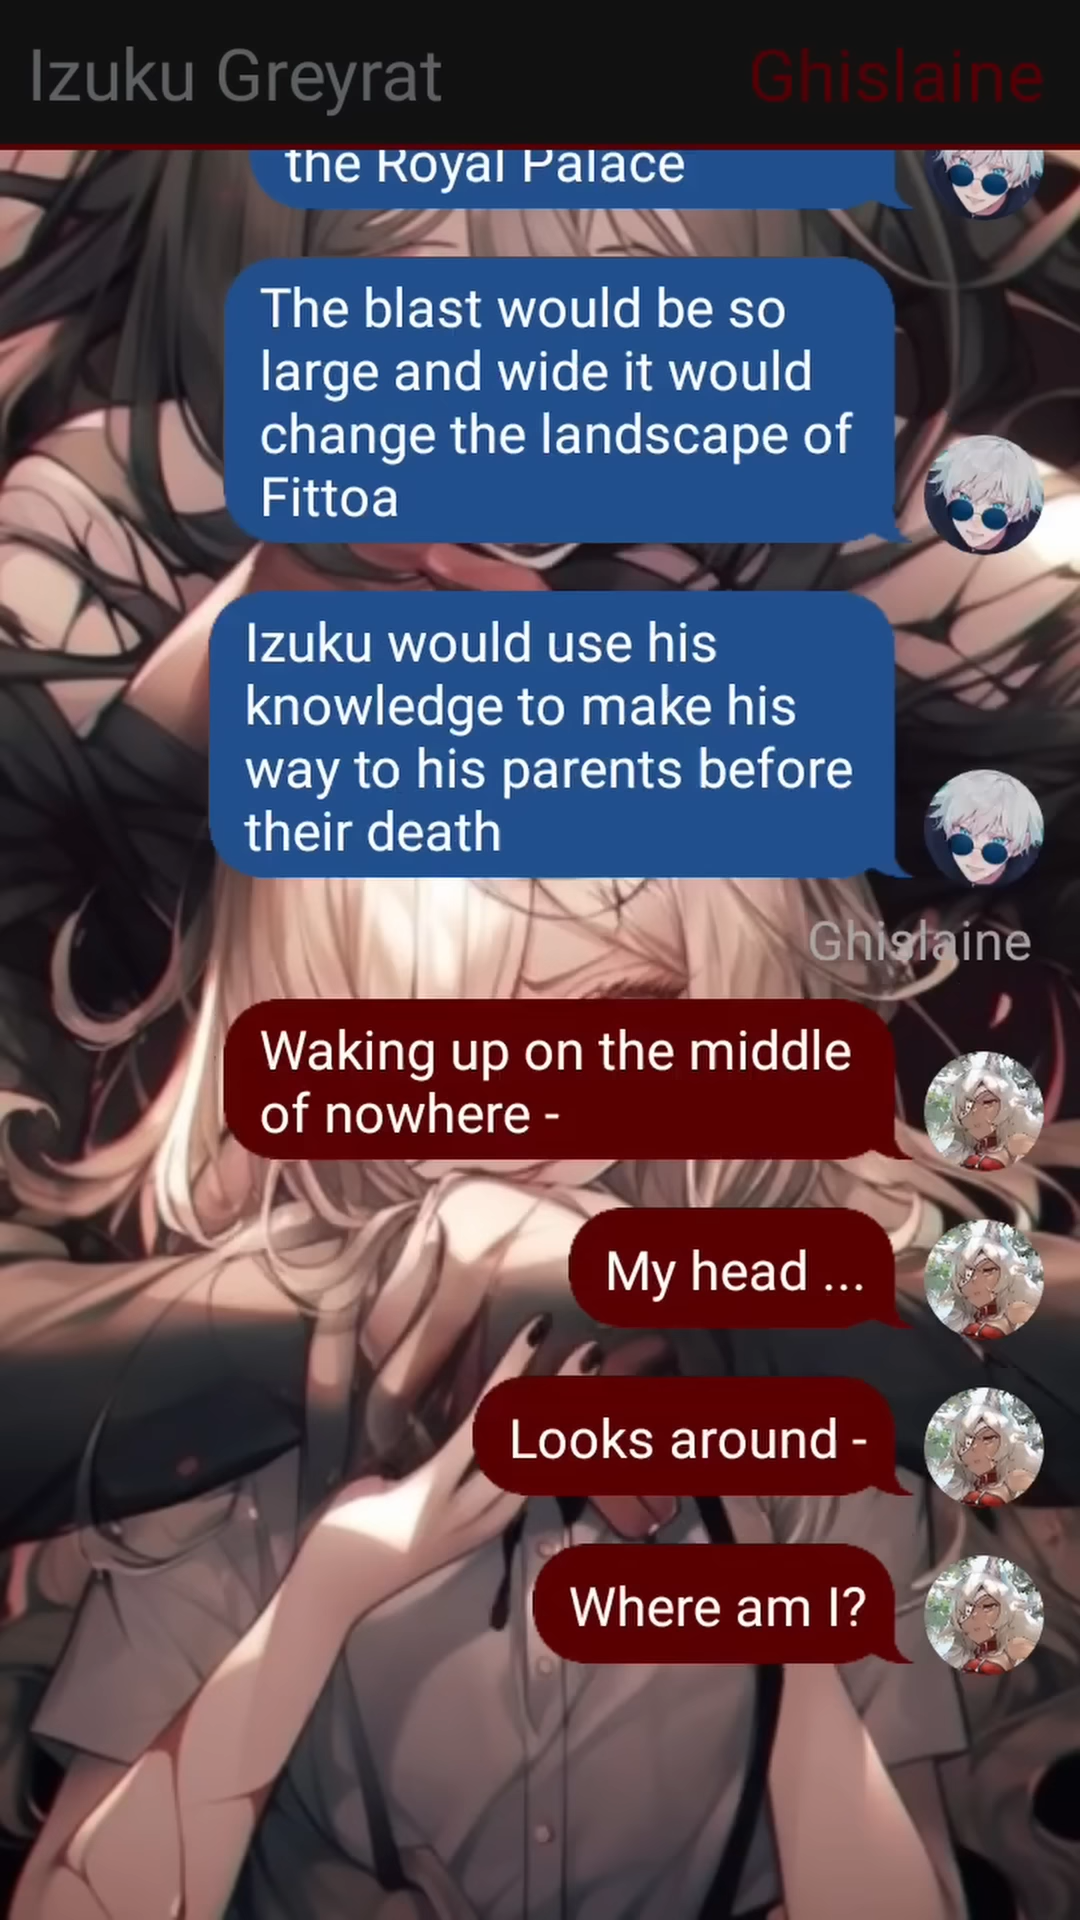 Izuku Greyrat
Ghislaine
the Royal Palace
The blast would be so
large and wide it would
change the landscape of
Fittoa
Izuku would use his
knowledge to make his
way to his parents before
their death
Ghislaine
Waking up on the middle
of nowhere -
My head ...
Looks around -
Where am I?